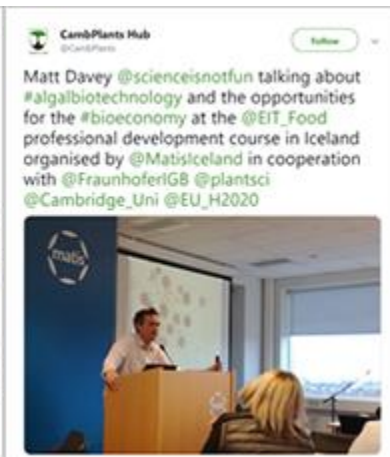 CambPlants Hub
@CambPlants
Follow
Matt Davey @scienceisnotfun talking about
#algalbiotechnology and the opportunities
for the #bioeconomy at the @EIT_Food
professional development course in Iceland
organised by @MatisIceland in cooperation
with @FraunhoferIGB @plantsci
@Cambridge_Uni @EU_H2020
matis